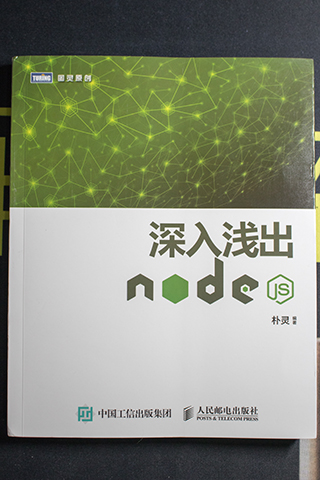 TURING 图灵原创
深入浅出
node JS
朴灵 编著
中国工信出版集团 人民邮电出版社
POSTS & TELECOM PRESS